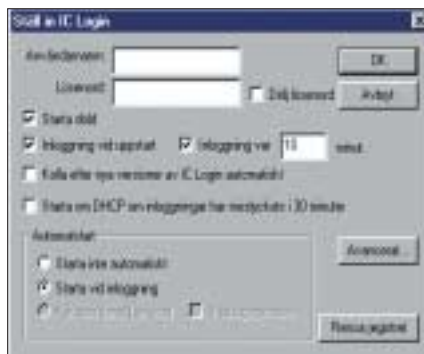 Ställ in IC Login
Användarnamn:
OK
Lösenord:
Dölj lösenord
Avbryt
Starta dold
Inloggning vid uppstart
Inloggning var 10 minut
Kolla efter nya versioner av IC Login automatiskt
Starta om DHCP om inloggningar har misslyckats i 30 minuter
Automatstart
Starta inte automatiskt
Avancerat...
Starta vid inloggning
Rensa registret